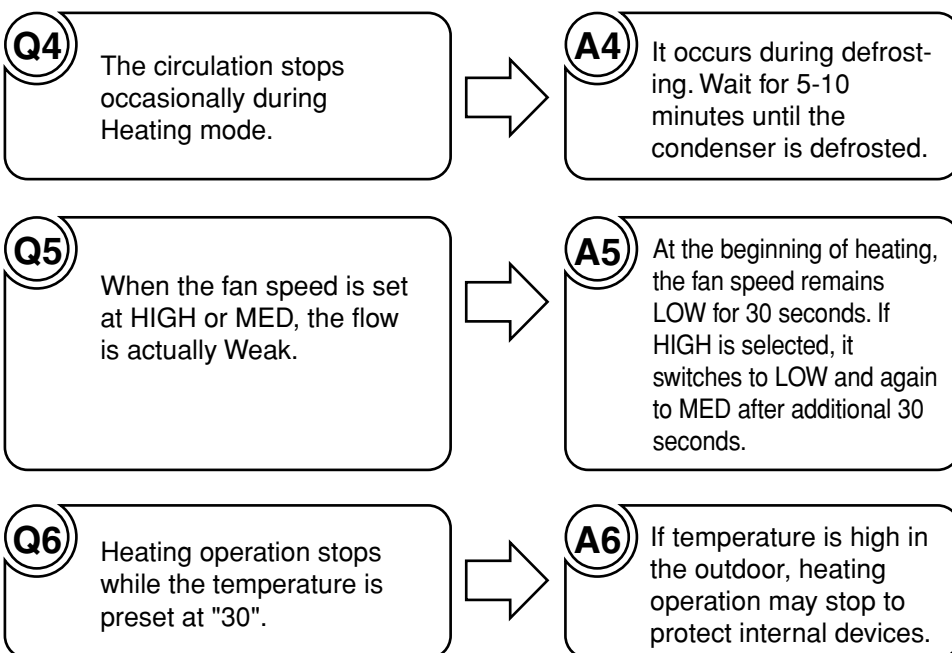 Q4
The circulation stops
occasionally during
Heating mode.
A4
It occurs during defrost-
ing. Wait for 5-10
minutes until the
condenser is defrosted.
Q5
When the fan speed is set
at HIGH or MED, the flow
is actually Weak.
A5
At the beginning of heating,
the fan speed remains
LOW for 30 seconds. If
HIGH is selected, it
switches to LOW and again
to MED after additional 30
seconds.
Q6
Heating operation stops
while the temperature is
preset at "30".
A6
If temperature is high in
the outdoor, heating
operation may stop to
protect internal devices.